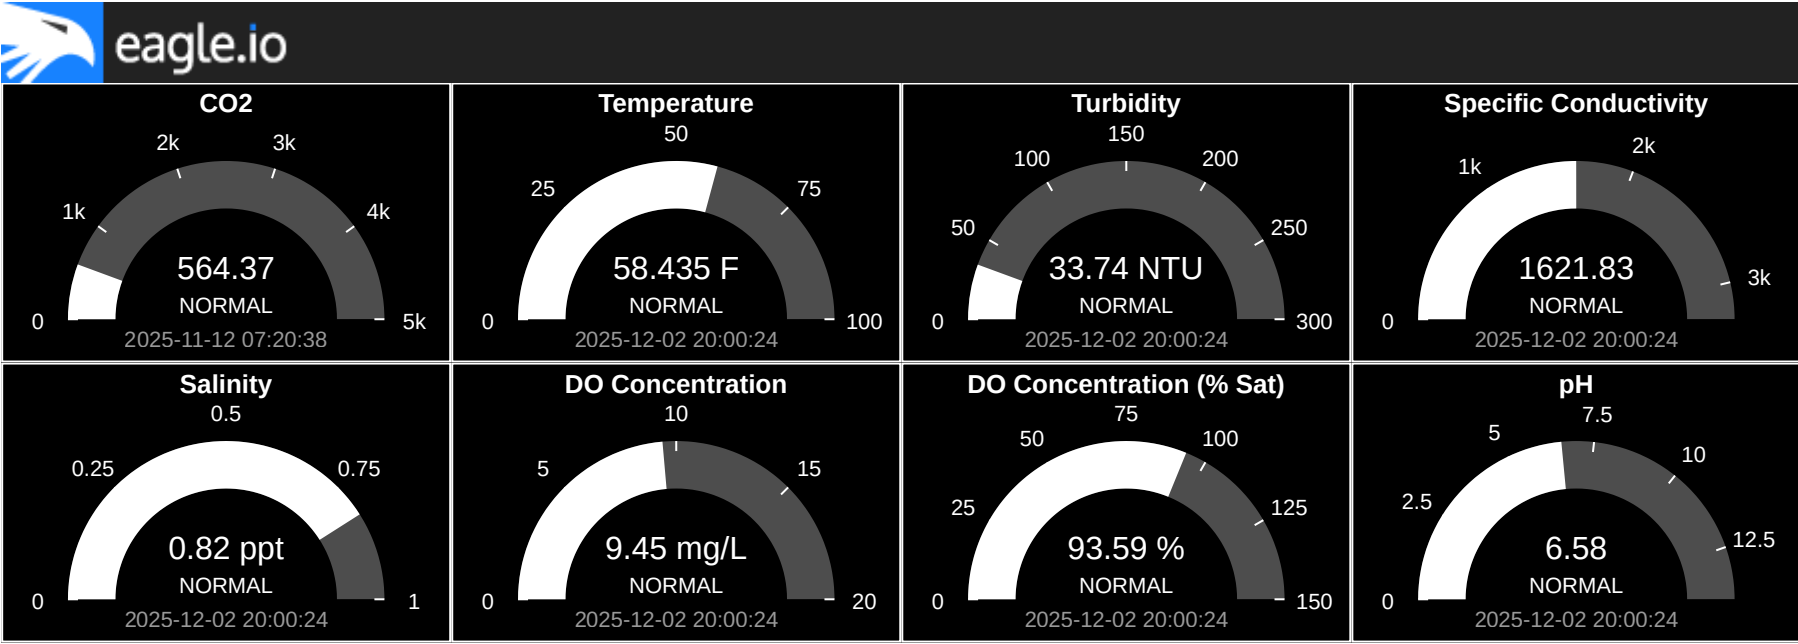 eagle.io
CO2
2k 3k
1k 4k
564.37
NORMAL
0 5k
2025-11-12 07:20:38
Temperature
50
25 75
58.435 F
NORMAL
0 100
2025-12-02 20:00:24
Turbidity
150
100 200
50 250
33.74 NTU
NORMAL
0 300
2025-12-02 20:00:24
Specific Conductivity
2k
1k
3k
1621.83
NORMAL
0
2025-12-02 20:00:24
Salinity
0.5
0.25 0.75
0.82 ppt
NORMAL
0 1
2025-12-02 20:00:24
DO Concentration
10
5 15
9.45 mg/L
NORMAL
0 20
2025-12-02 20:00:24
DO Concentration (% Sat)
75
50 100
25 125
93.59 %
NORMAL
0 150
2025-12-02 20:00:24
pH
7.5
5
10
2.5
12.5
6.58
NORMAL
0
2025-12-02 20:00:24